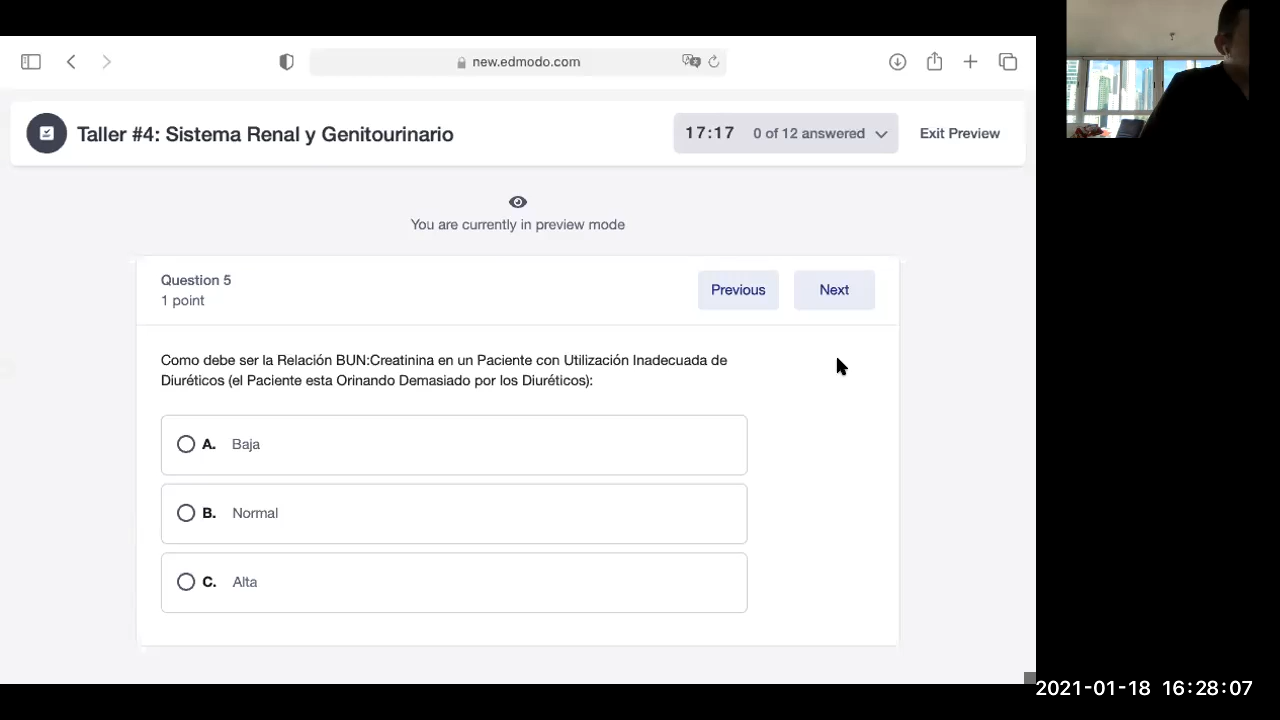 new.edmodo.com
Taller #4: Sistema Renal y Genitourinario
17:17 0 of 12 answered Exit Preview
You are currently in preview mode
Question 5
1 point
Previous Next
Como debe ser la Relación BUN:Creatinina en un Paciente con Utilización Inadecuada de
Diuréticos (el Paciente esta Orinando Demasiado por los Diuréticos):
A. Baja
B. Normal
C. Alta
2021-01-18 16:28:07